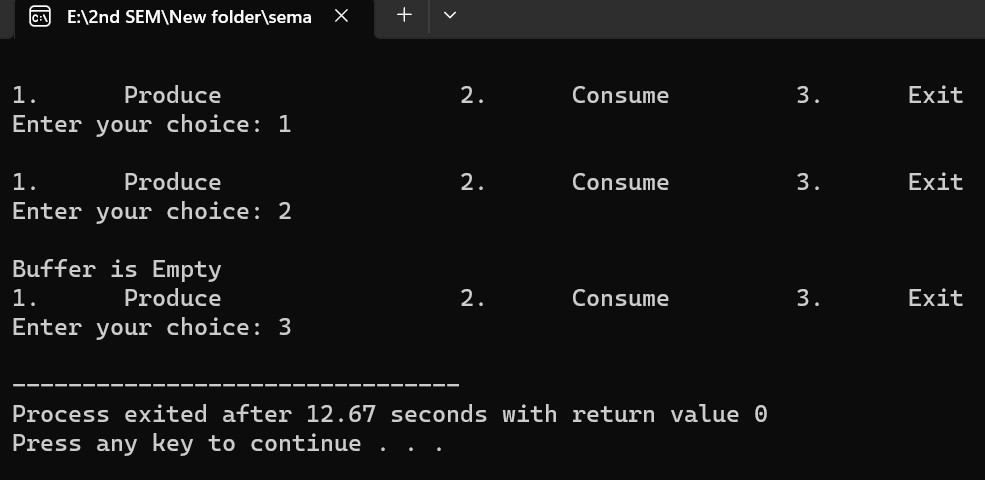 E:\2nd SEM\New folder\sema
1. Produce 2. Consume 3. Exit
Enter your choice: 1
1. Produce 2. Consume 3. Exit
Enter your choice: 2
Buffer is Empty
1. Produce 2. Consume 3. Exit
Enter your choice: 3
--------------------------------
Process exited after 12.67 seconds with return value 0
Press any key to continue . . .